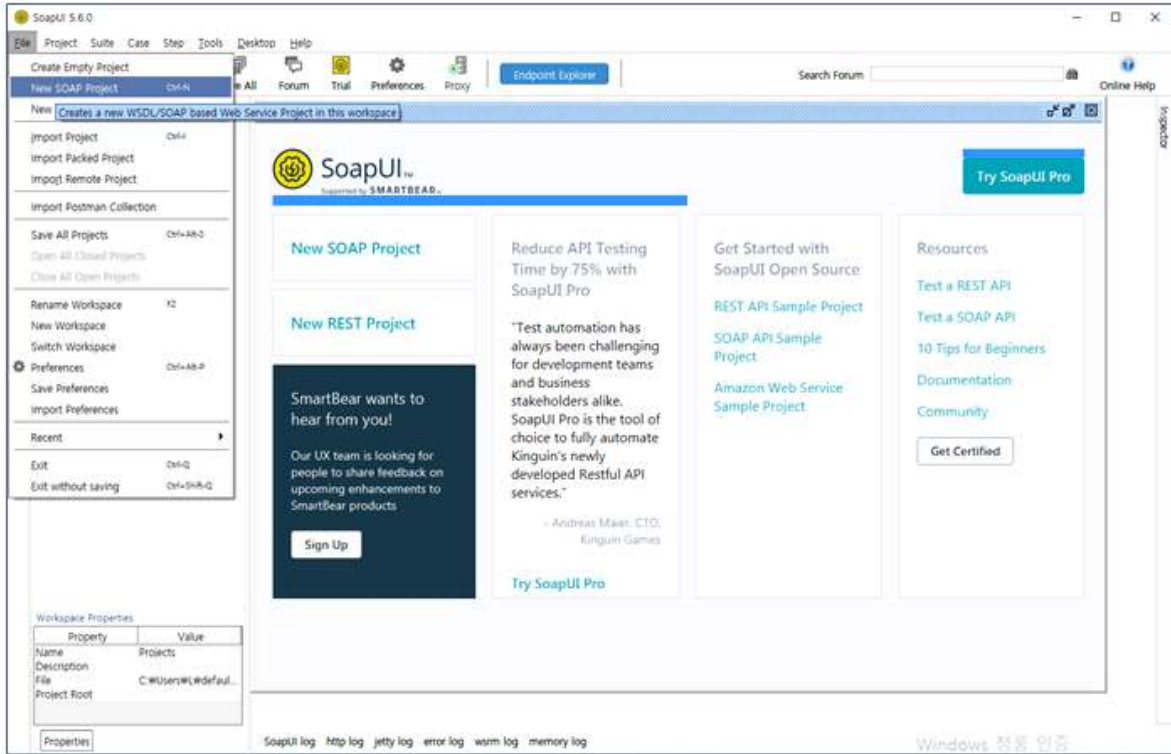 SoapUI 5.6.0
File Project Suite Case Step Tools Desktop Help
Create Empty Project
New SOAP Project Ctrl-N
New
Creates a new WSDL/SOAP based Web Service Project in this workspace
Import Project Ctrl-I
Import Packed Project
Import Remote Project
Import Postman Collection
Save All Projects Ctrl+Alt-S
Open All Closed Projects
Close All Open Projects
Rename Workspace F2
New Workspace
Switch Workspace
Preferences Ctrl+Alt-P
Save Preferences
Import Preferences
Recent
Exit Ctrl-Q
Exit without saving Ctrl+Shift-Q
All Forum Trial Preferences Proxy
Endpoint Explorer
Search Forum
Online Help
Inspector
SoapUI™
Supported by SMARTBEAR™
Try SoapUI Pro
New SOAP Project
New REST Project
SmartBear wants to
hear from you!
Our UX team is looking for
people to share feedback on
upcoming enhancements to
SmartBear products
Sign Up
Reduce API Testing
Time by 75% with
SoapUI Pro
"Test automation has
always been challenging
for development teams
and business
stakeholders alike.
SoapUI Pro is the tool of
choice to fully automate
Kinguin's newly
developed Restful API
services."
- Andreas Maier, CTO,
Kinguin Games
Try SoapUI Pro
Get Started with
SoapUI Open Source
REST API Sample Project
SOAP API Sample
Project
Amazon Web Service
Sample Project
Resources
Test a REST API
Test a SOAP API
10 Tips for Beginners
Documentation
Community
Get Certified
Workspace Properties
Property Value
Name Projects
Description
File C:₩Users₩L₩defaul...
Project Root
Properties
SoapUI log http log jetty log error log wsrm log memory log
Windows 정품 인증